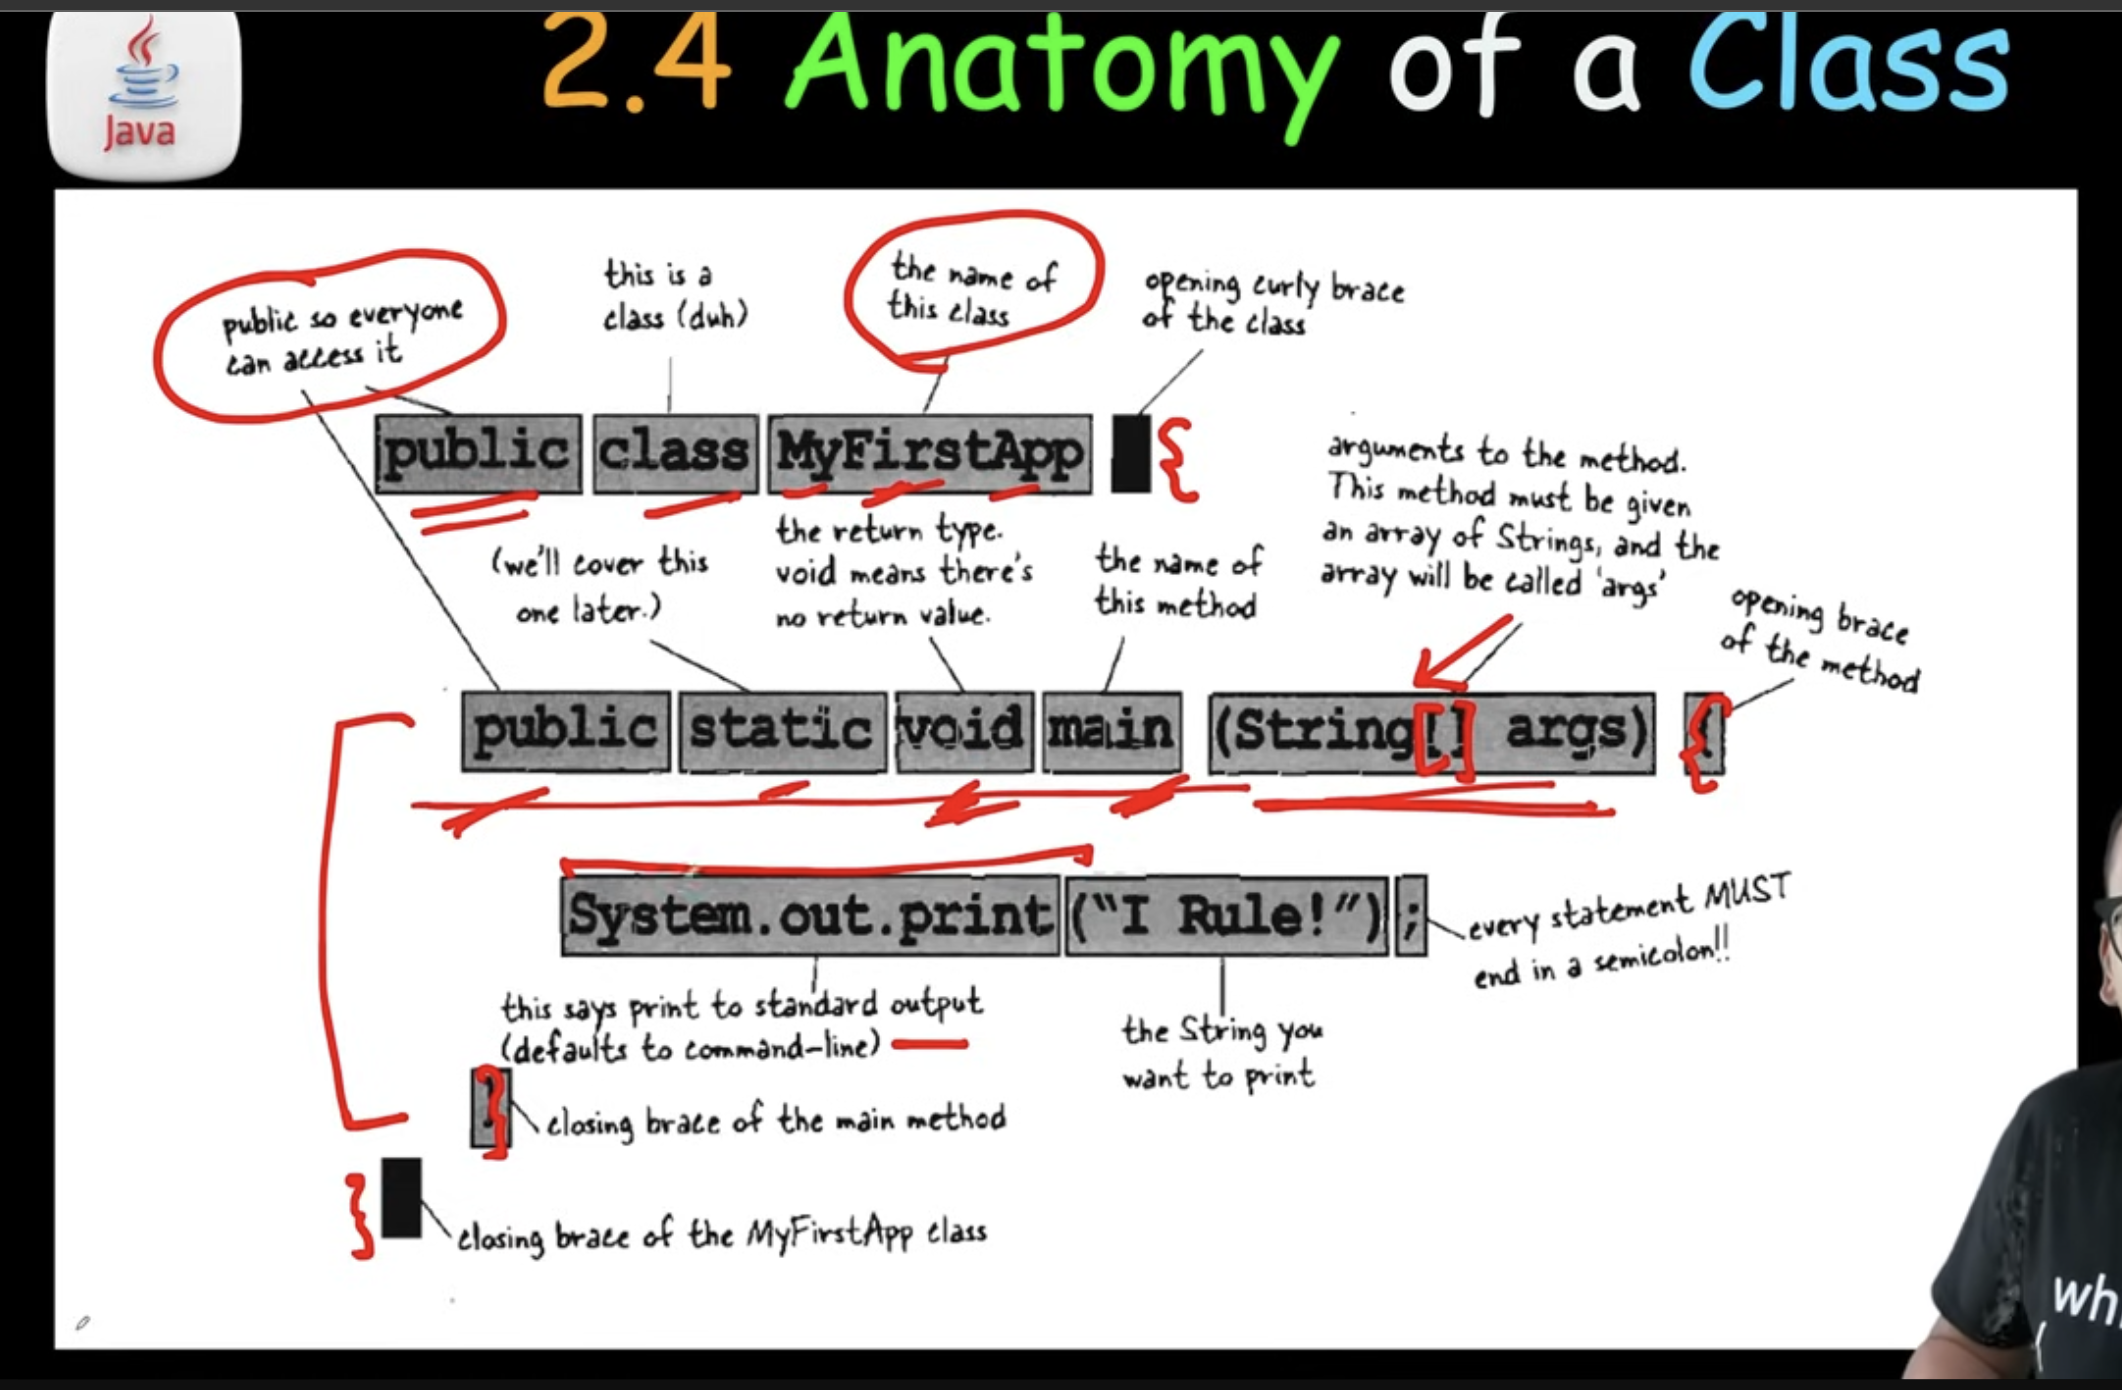 Java
2.4 Anatomy of a Class
public so everyone
can access it
this is a
class (duh)
the name of
this class
opening curly brace
of the class
public class MyFirstApp {
(we'll cover this
one later.)
the return type.
void means there's
no return value.
the name of
this method
arguments to the method.
This method must be given
an array of Strings, and the
array will be called 'args'
opening brace
of the method
public static void main (String[] args) {
System.out.print("I Rule!");
every statement MUST
end in a semicolon!!
this says print to standard output
(defaults to command-line)
the String you
want to print
}
closing brace of the main method
}
closing brace of the MyFirstApp class